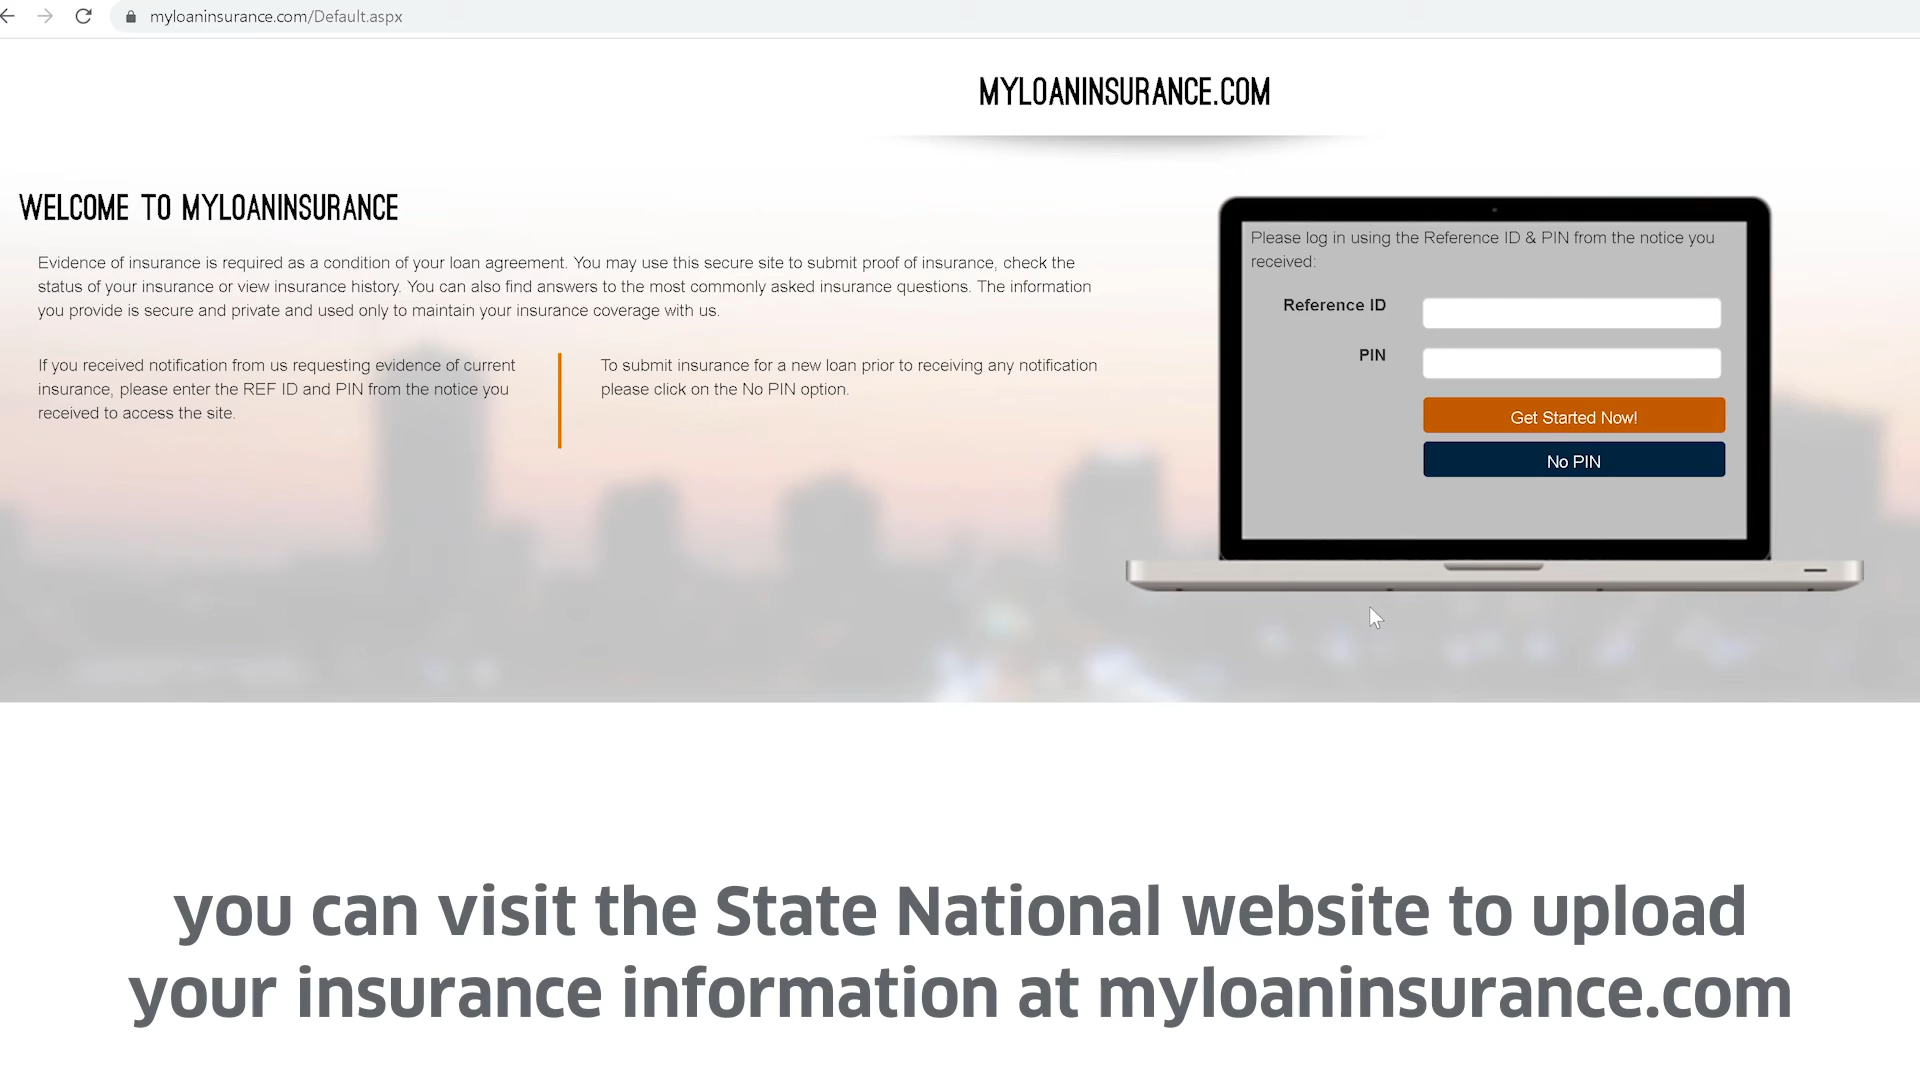 myloaninsurance.com/Default.aspx
MYLOANINSURANCE.COM
WELCOME TO MYLOANINSURANCE
Evidence of insurance is required as a condition of your loan agreement. You may use this secure site to submit proof of insurance, check the
status of your insurance or view insurance history. You can also find answers to the most commonly asked insurance questions. The information
you provide is secure and private and used only to maintain your insurance coverage with us.
If you received notification from us requesting evidence of current
insurance, please enter the REF ID and PIN from the notice you
received to access the site.
To submit insurance for a new loan prior to receiving any notification
please click on the No PIN option.
Please log in using the Reference ID & PIN from the notice you
received:
Reference ID
PIN
Get Started Now!
No PIN
you can visit the State National website to upload
your insurance information at myloaninsurance.com